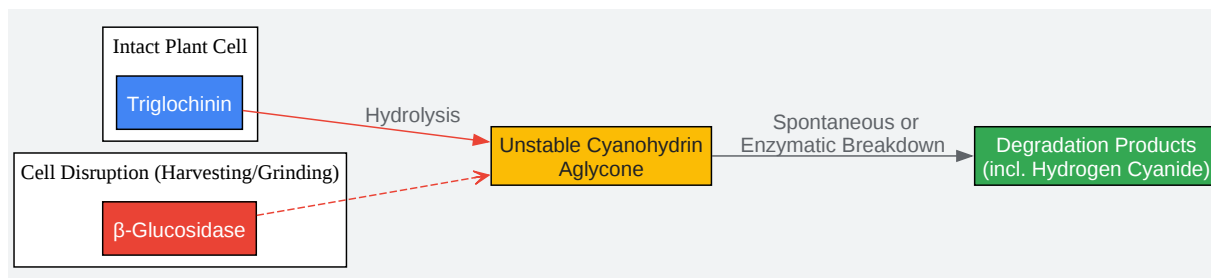 Intact Plant Cell
Triglochinin
Cell Disruption (Harvesting/Grinding)
β-Glucosidase
Hydrolysis
Unstable Cyanohydrin
Aglycone
Spontaneous or
Enzymatic Breakdown
Degradation Products
(incl. Hydrogen Cyanide)